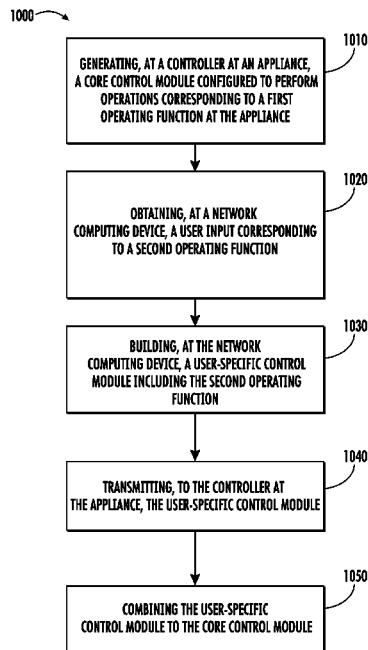 1000
1010
GENERATING, AT A CONTROLLER AT AN APPLIANCE,
A CORE CONTROL MODULE CONFIGURED TO PERFORM
OPERATIONS CORRESPONDING TO A FIRST
OPERATING FUNCTION AT THE APPLIANCE
1020
OBTAINING, AT A NETWORK
COMPUTING DEVICE, A USER INPUT CORRESPONDING
TO A SECOND OPERATING FUNCTION
1030
BUILDING, AT THE NETWORK
COMPUTING DEVICE, A USER-SPECIFIC CONTROL
MODULE INCLUDING THE SECOND OPERATING
FUNCTION
1040
TRANSMITTING, TO THE CONTROLLER AT
THE APPLIANCE, THE USER-SPECIFIC CONTROL MODULE
1050
COMBINING THE USER-SPECIFIC
CONTROL MODULE TO THE CORE CONTROL MODULE